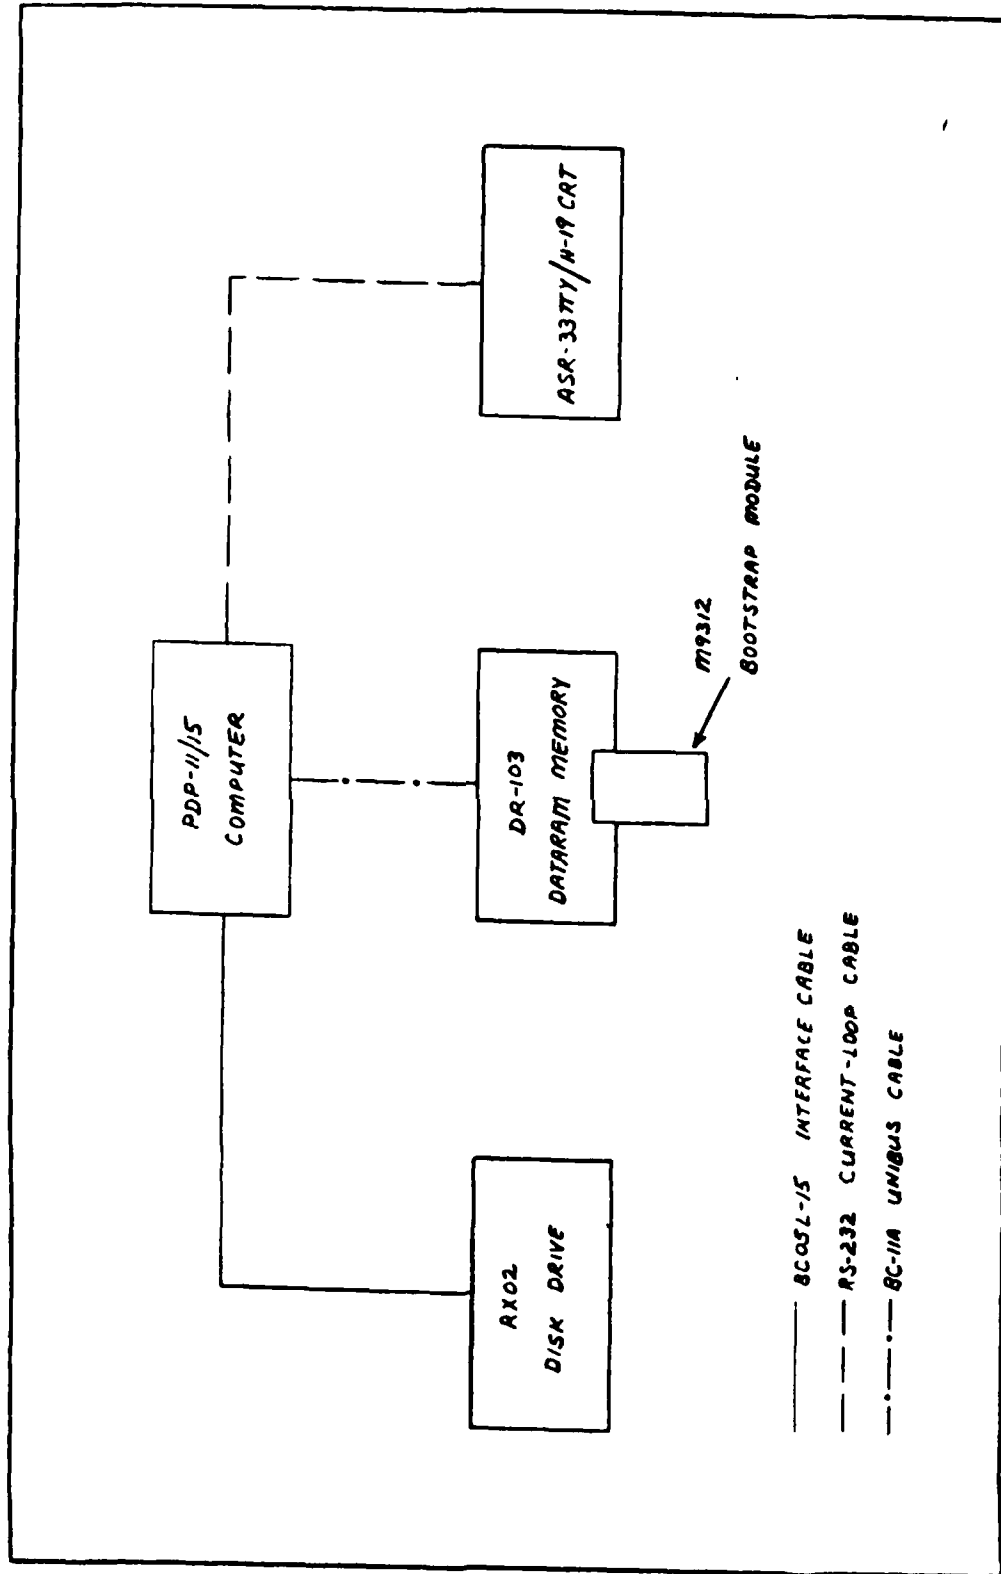 PDP-11/15
COMPUTER
RX02
DISK DRIVE
DR-103
DATARAM MEMORY
ASR-33TTY/H-19 CRT
M9312
BOOTSTRAP MODULE
BC05L-15 INTERFACE CABLE
RS-232 CURRENT-LOOP CABLE
BC-11A UNIBUS CABLE